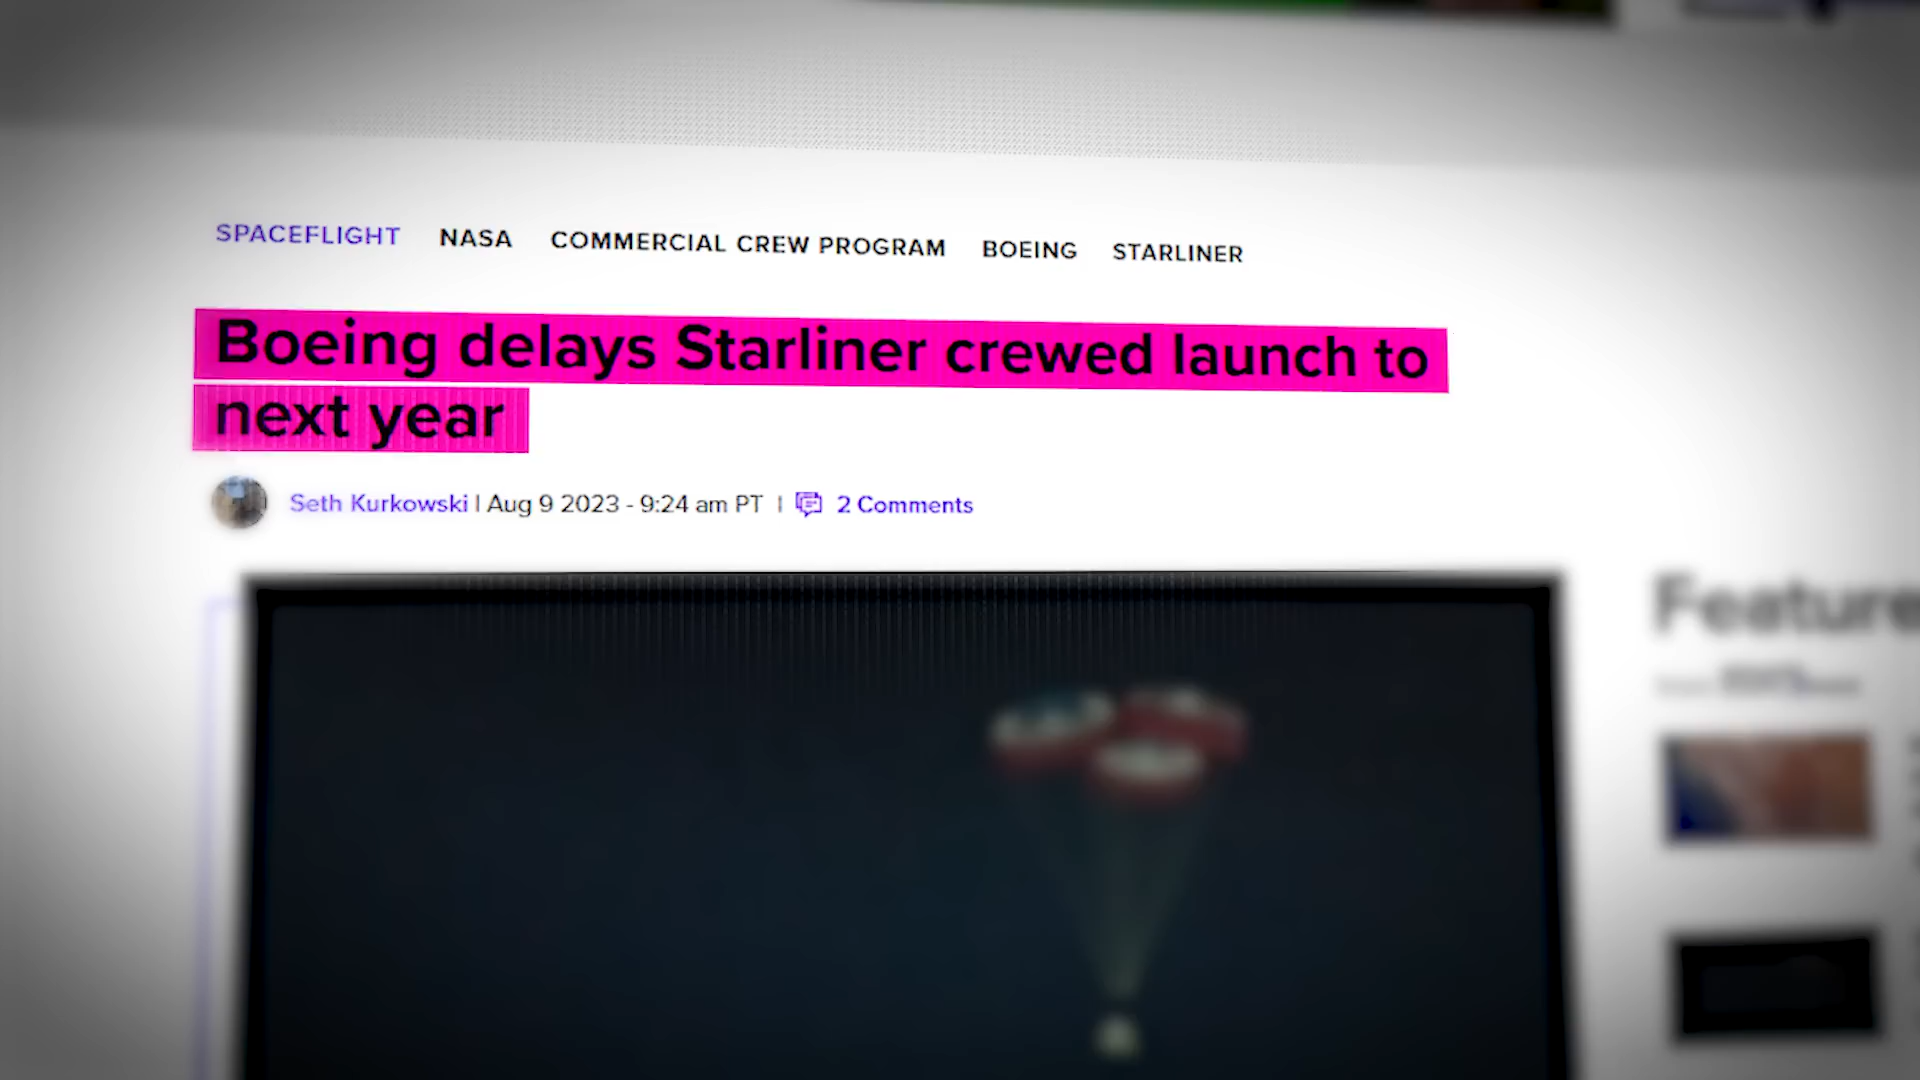 SPACEFLIGHT NASA COMMERCIAL CREW PROGRAM BOEING STARLINER
Boeing delays Starliner crewed launch to
next year
Seth Kurkowski | Aug 9 2023 - 9:24 am PT | 2 Comments
Feature